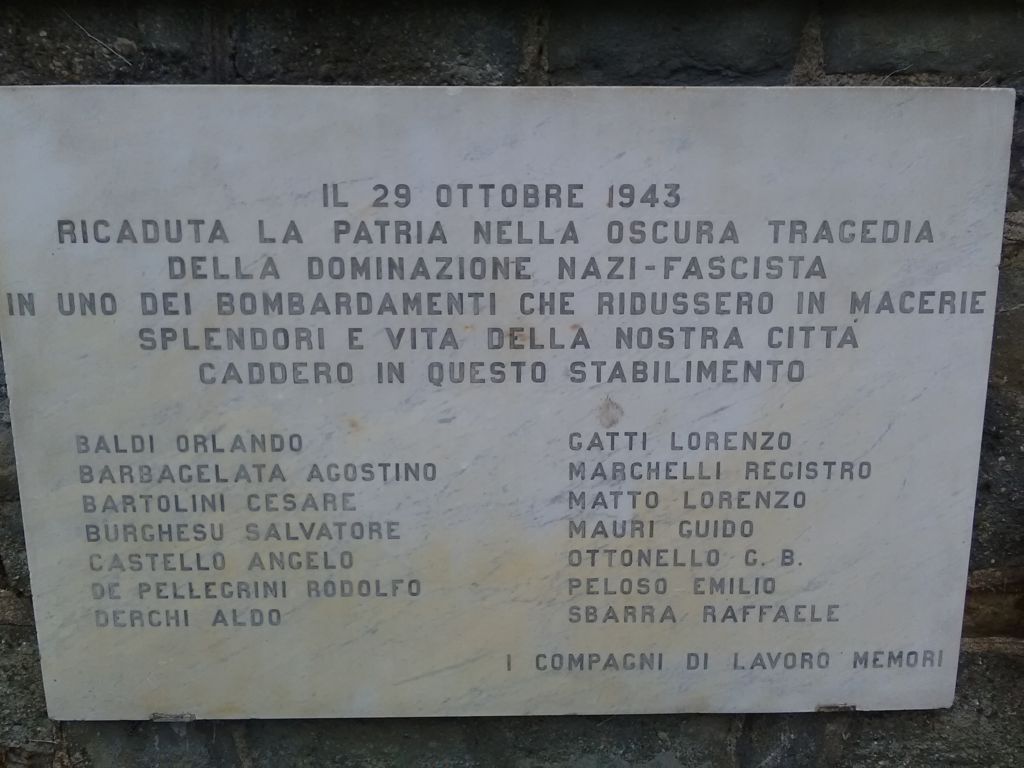 IL 29 OTTOBRE 1943
RICADUTA LA PATRIA NELLA OSCURA TRAGEDIA
DELLA DOMINAZIONE NAZI-FASCISTA
IN UNO DEI BOMBARDAMENTI CHE RIDUSSERO IN MACERIE
SPLENDORI E VITA DELLA NOSTRA CITTÀ
CADDERO IN QUESTO STABILIMENTO
BALDI ORLANDO
BARBAGELATA AGOSTINO
BARTOLINI CESARE
BURGHESU SALVATORE
CASTELLO ANGELO
DE PELLEGRINI RODOLFO
DERCHI ALDO
GATTI LORENZO
MARCHELLI REGISTRO
MATTO LORENZO
MAURI GUIDO
OTTONELLO G. B.
PELOSO EMILIO
SBARRA RAFFAELE
I COMPAGNI DI LAVORO MEMORI